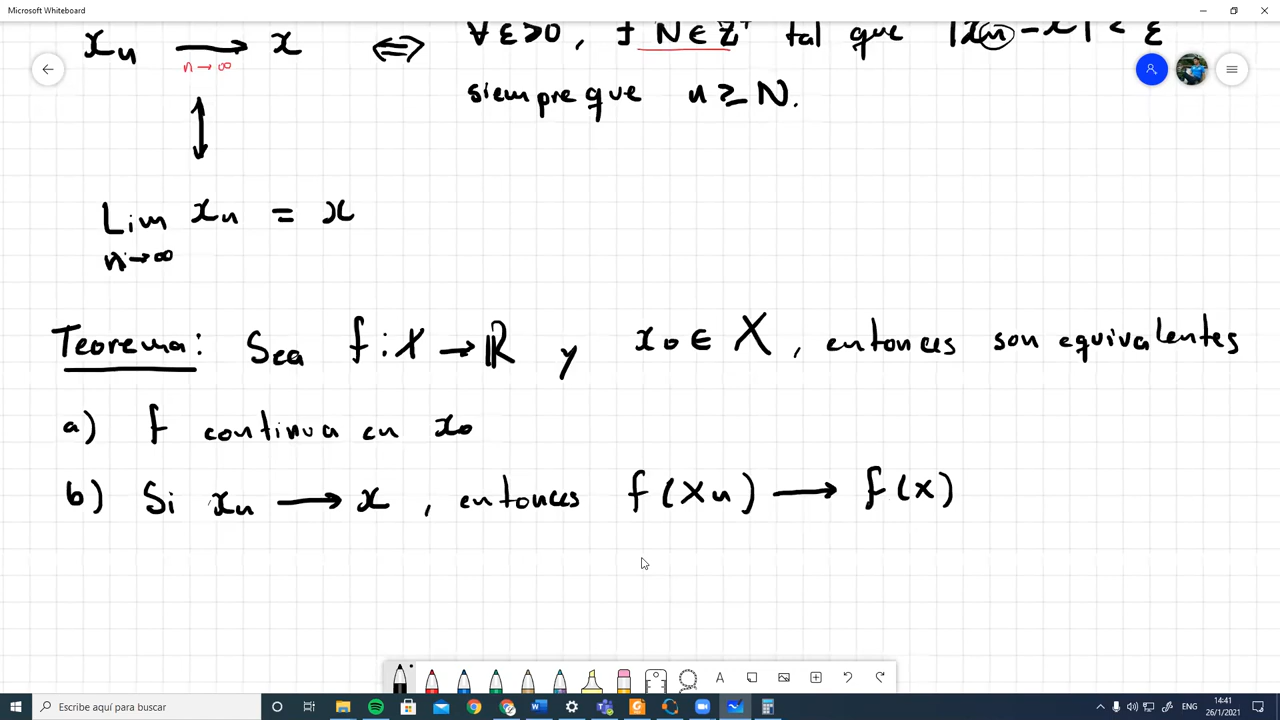 Microsoft Whiteboard
xn → x ⟺ ∀ε>0, ∃ N∈Z⁺ tal que |xn-x| < ε
n→∞
siempre que n ≥ N.
Lim xn = x
n→∞
Teorema: Sea f: X → ℝ y x0 ∈ X, entonces son equivalentes
a) f continua en x0
b) Si xn → x, entonces f(xn) → f(x)
A
Escribe aquí para buscar
ENG
14:41
26/1/2021